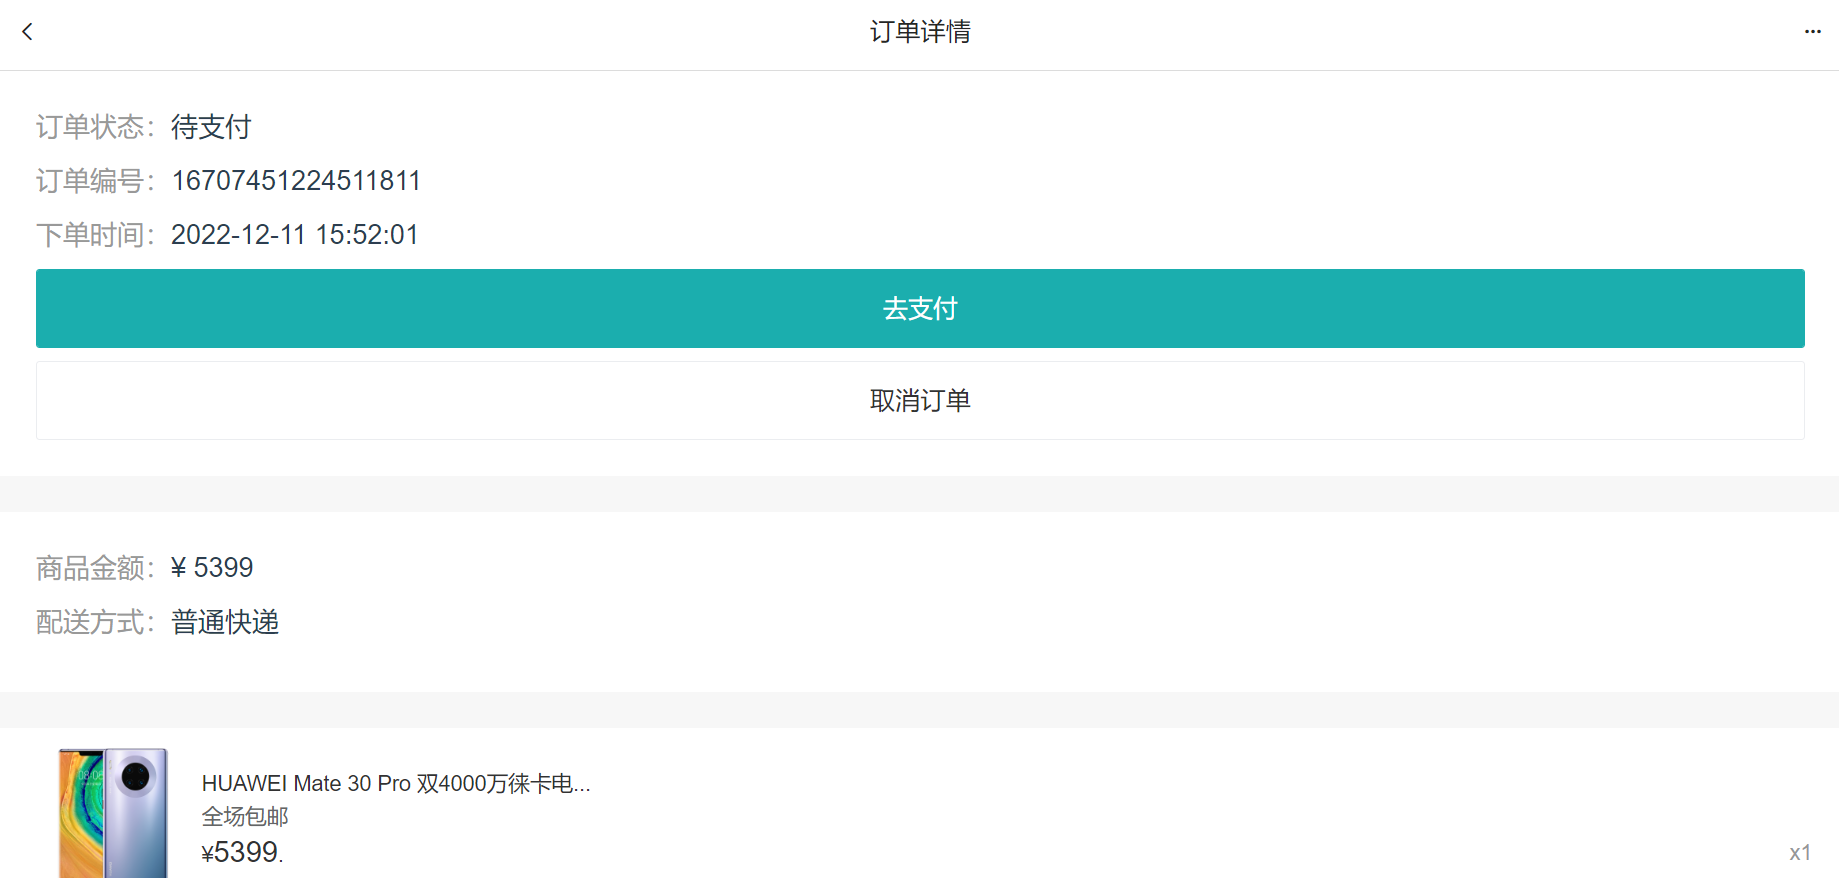 订单详情
...
订单状态：待支付
订单编号：16707451224511811
下单时间：2022-12-11 15:52:01
去支付
取消订单
商品金额：¥ 5399
配送方式：普通快递
08:08
HUAWEI Mate 30 Pro 双4000万徕卡电...
全场包邮
¥5399.
x1